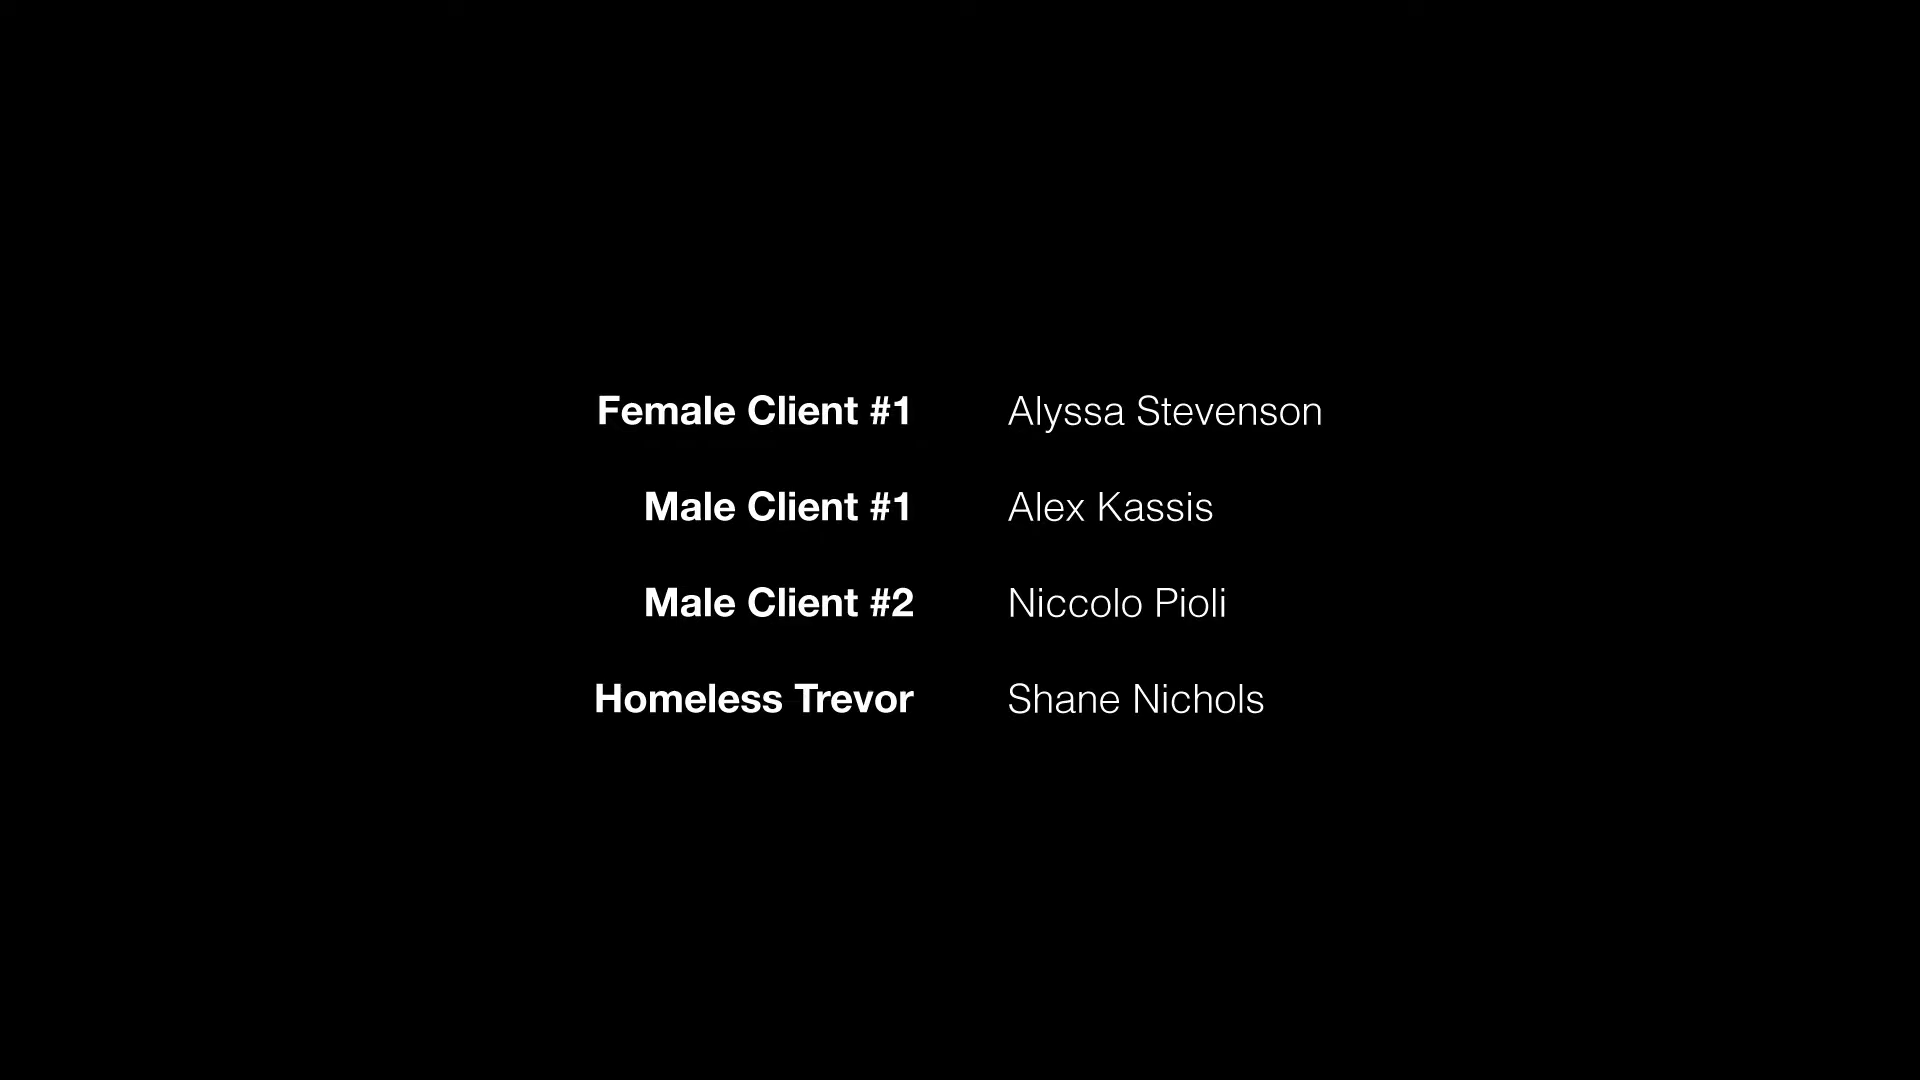 Female Client #1 Alyssa Stevenson
Male Client #1 Alex Kassis
Male Client #2 Niccolo Pioli
Homeless Trevor Shane Nichols